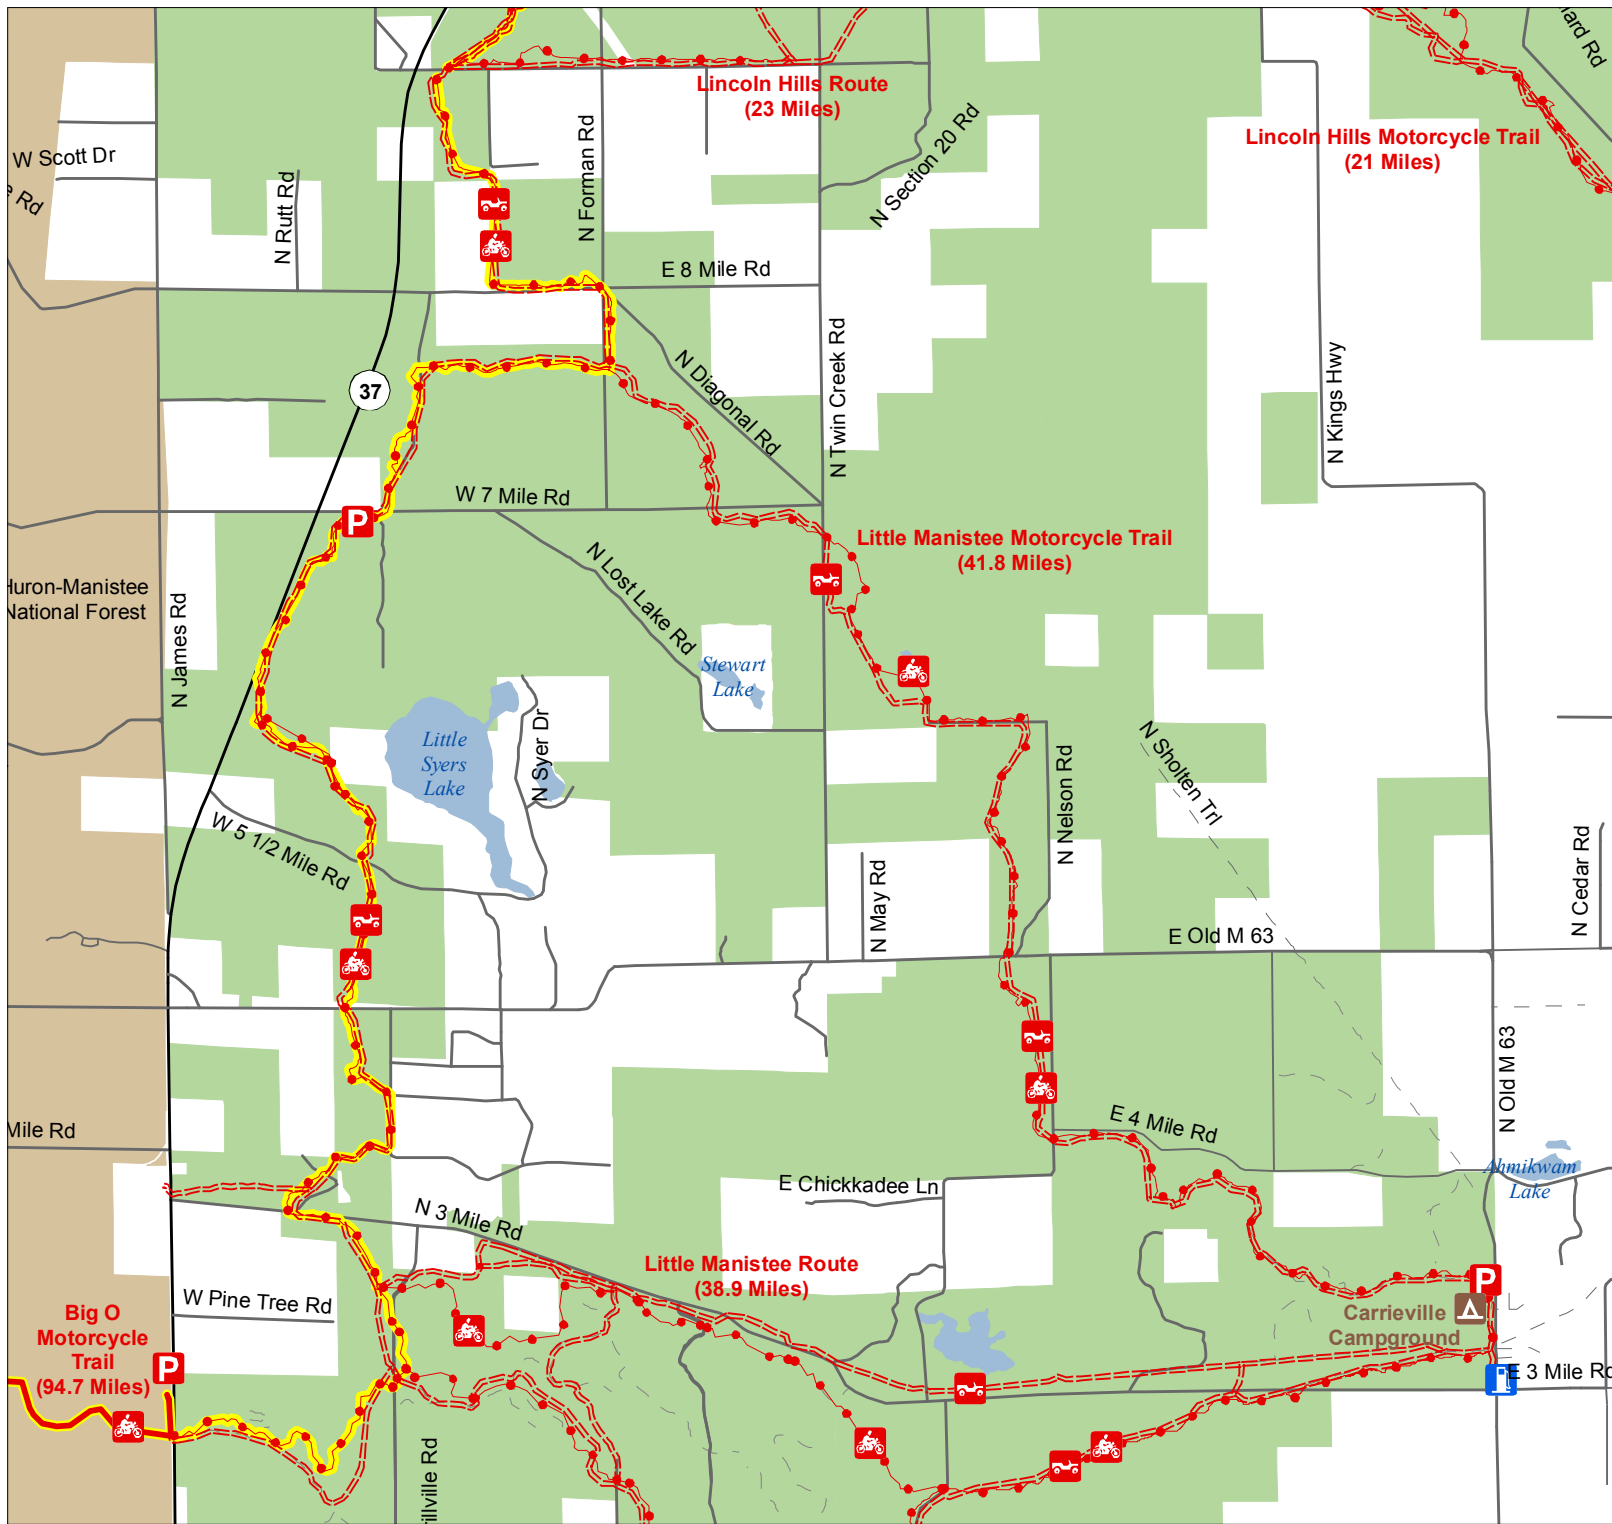 Lincoln Hills Route
(23 Miles)
Lincoln Hills Motorcycle Trail
(21 Miles)
W Scott Dr
Rd
N Rutt Rd
N Forman Rd
N Section 20 Rd
E 8 Mile Rd
37
N Diagonal Rd
N Twin Creek Rd
N Kings Hwy
W 7 Mile Rd
P
Little Manistee Motorcycle Trail
(41.8 Miles)
Huron-Manistee
National Forest
N James Rd
N Lost Lake Rd
Stewart
Lake
Little
Syers
Lake
N Syer Dr
N Nelson Rd
N Sholten Trl
W 5 1/2 Mile Rd
N May Rd
N Cedar Rd
E Old M 63
N Old M 63
Mile Rd
E 4 Mile Rd
Ahmikwam
Lake
E Chickkadee Ln
N 3 Mile Rd
Little Manistee Route
(38.9 Miles)
P
Carrieville
Campground
W Pine Tree Rd
Big O
Motorcycle
Trail
(94.7 Miles)
P
E 3 Mile Rd